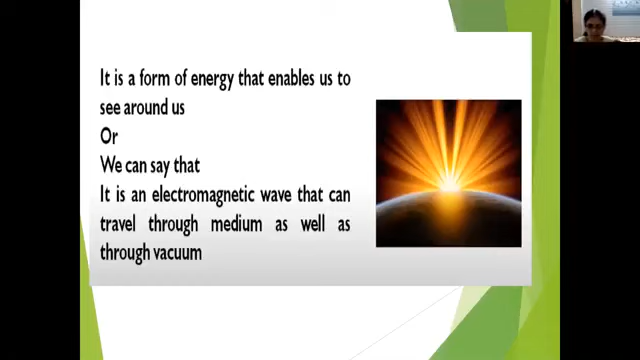 It is a form of energy that enables us to
see around us
Or
We can say that
It is an electromagnetic wave that can
travel through medium as well as
through vacuum